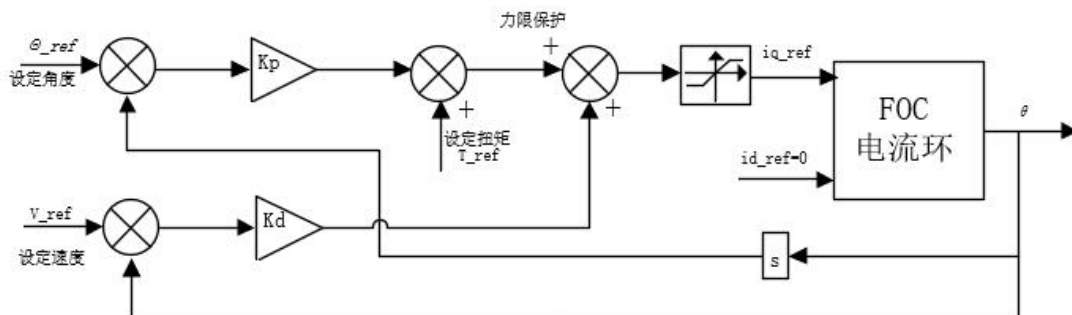 力限保护
Θ_ref
设定角度
Kp
+
+
+
+
设定扭矩
T_ref
iq_ref
FOC
电流环
θ
id_ref=0
V_ref
设定速度
Kd
s